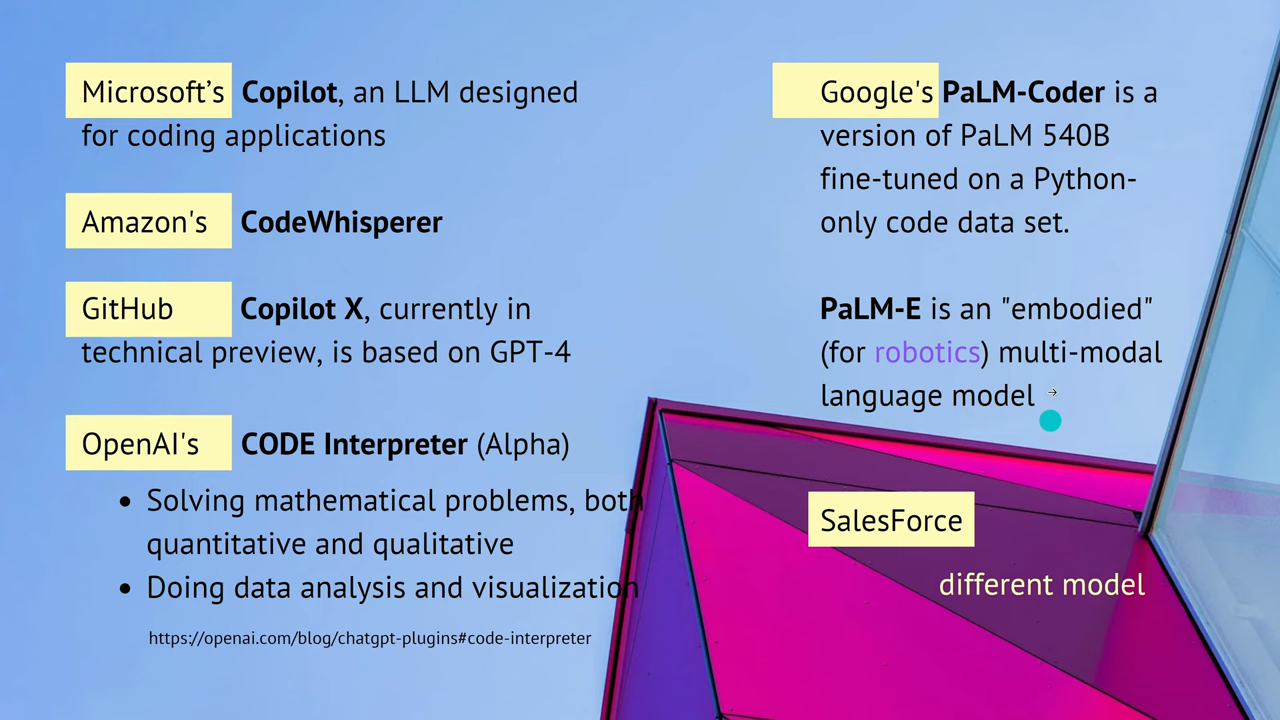 Microsoft’s Copilot, an LLM designed
for coding applications
Amazon's CodeWhisperer
GitHub Copilot X, currently in
technical preview, is based on GPT-4
OpenAI's CODE Interpreter (Alpha)
• Solving mathematical problems, both
quantitative and qualitative
• Doing data analysis and visualization
https://openai.com/blog/chatgpt-plugins#code-interpreter
Google's PaLM-Coder is a
version of PaLM 540B
fine-tuned on a Python-
only code data set.
PaLM-E is an "embodied"
(for robotics) multi-modal
language model
SalesForce
different model